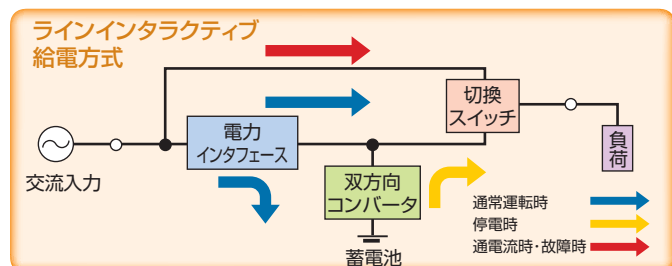 ラインインタラクティブ
給電方式
切換
スイッチ
電力
インタフェース
負荷
交流入力
双方向
コンバータ
通常運転時
停電時
通電流時・故障時
蓄電池